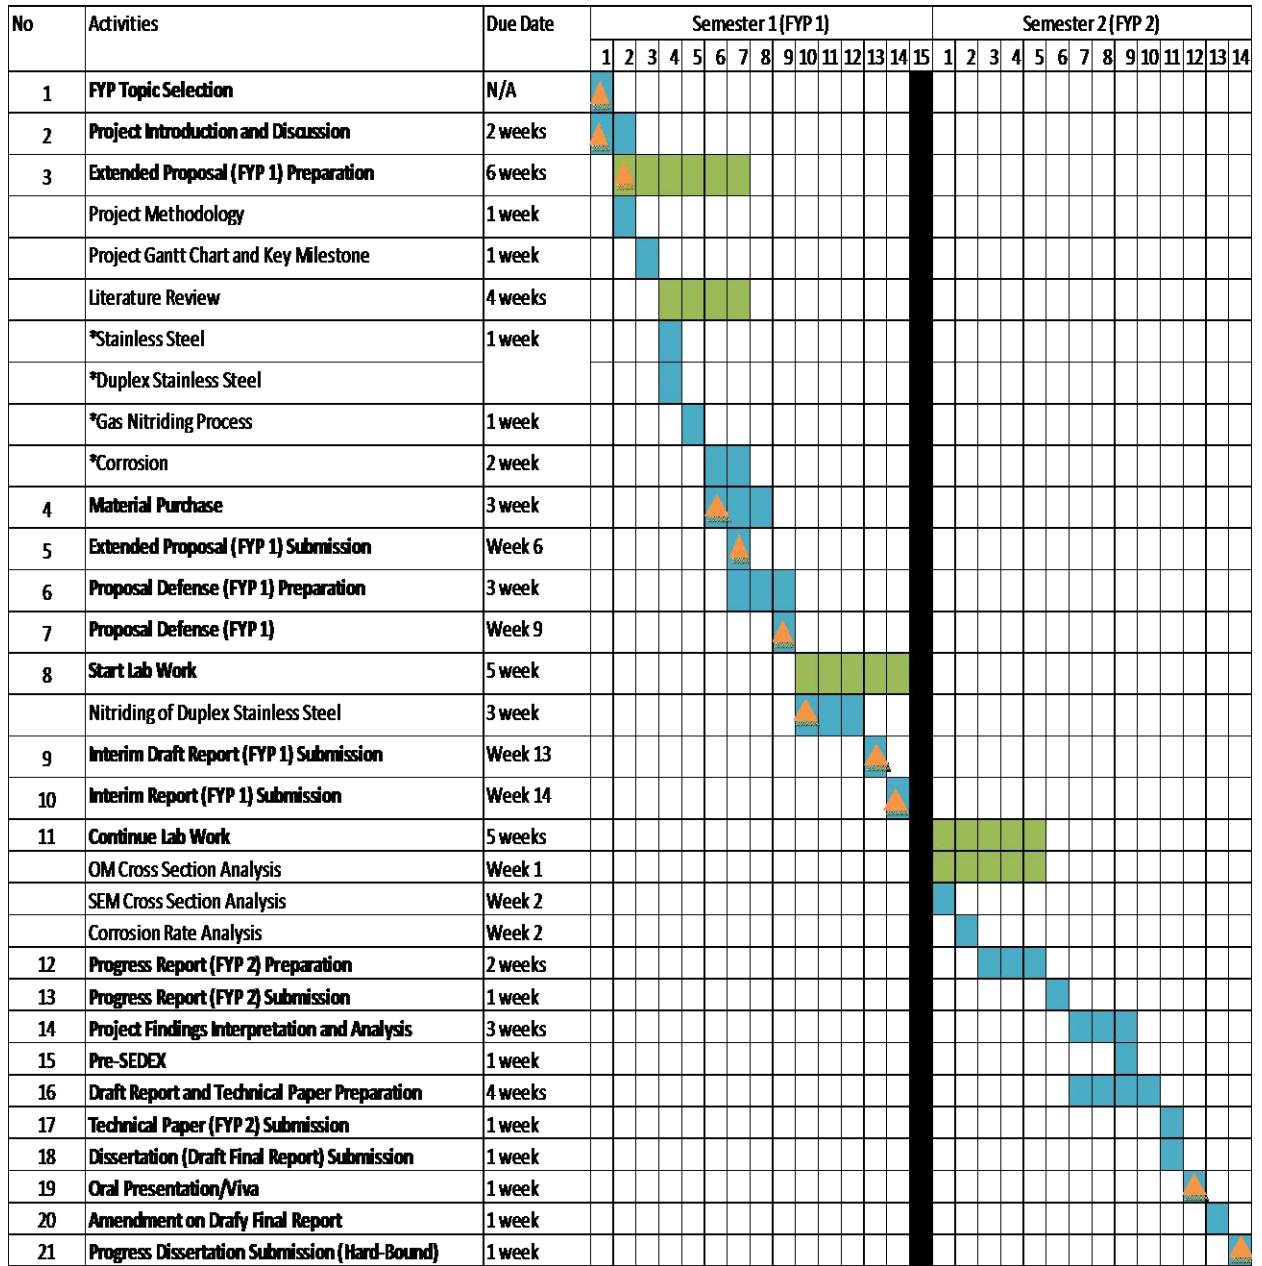 No Activities Due Date Semester 1 (FYP 1) Semester 2 (FYP 2)
1 2 3 4 5 6 7 8 9 10 11 12 13 14 15 1 2 3 4 5 6 7 8 9 10 11 12 13 14
1 FYP Topic Selection N/A
2 Project Introduction and Discussion 2 weeks
3 Extended Proposal (FYP 1) Preparation 6 weeks
Project Methodology 1 week
Project Gantt Chart and Key Milestone 1 week
Literature Review 4 weeks
*Stainless Steel 1 week
*Duplex Stainless Steel
*Gas Nitriding Process 1 week
*Corrosion 2 week
4 Material Purchase 3 week
5 Extended Proposal (FYP 1) Submission Week 6
6 Proposal Defense (FYP 1) Preparation 3 week
7 Proposal Defense (FYP 1) Week 9
8 Start Lab Work 5 week
Nitriding of Duplex Stainless Steel 3 week
9 Interim Draft Report (FYP 1) Submission Week 13
10 Interim Report (FYP 1) Submission Week 14
11 Continue Lab Work 5 weeks
OM Cross Section Analysis Week 1
SEM Cross Section Analysis Week 2
Corrosion Rate Analysis Week 2
12 Progress Report (FYP 2) Preparation 2 weeks
13 Progress Report (FYP 2) Submission 1 week
14 Project Findings Interpretation and Analysis 3 weeks
15 Pre-SEDEX 1 week
16 Draft Report and Technical Paper Preparation 4 weeks
17 Technical Paper (FYP 2) Submission 1 week
18 Dissertation (Draft Final Report) Submission 1 week
19 Oral Presentation/Viva 1 week
20 Amendment on Drafy Final Report 1 week
21 Progress Dissertation Submission (Hard-Bound) 1 week